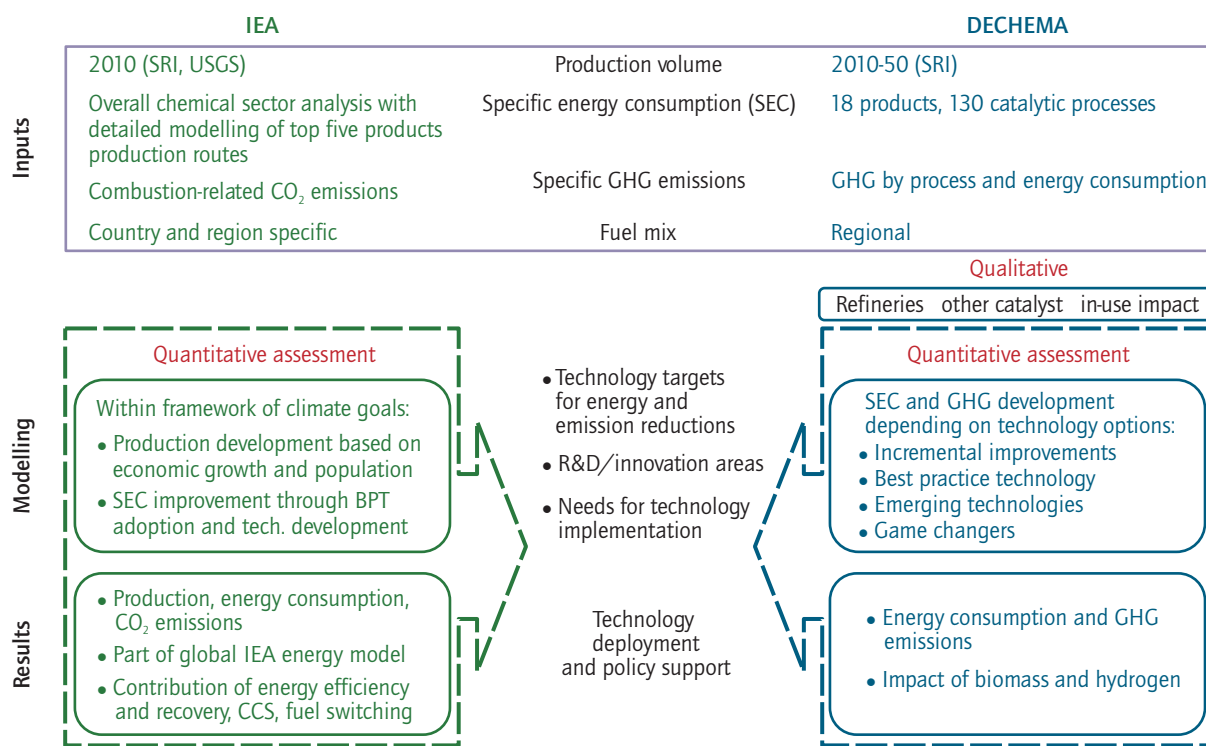 IEA
DECHEMA
Inputs
2010 (SRI, USGS)
Production volume
2010-50 (SRI)
Overall chemical sector analysis with
detailed modelling of top five products
production routes
Specific energy consumption (SEC)
18 products, 130 catalytic processes
Combustion-related CO₂ emissions
Specific GHG emissions
GHG by process and energy consumption
Country and region specific
Fuel mix
Regional
Qualitative
Refineries other catalyst in-use impact
Modelling
Quantitative assessment
Within framework of climate goals:
• Production development based on
economic growth and population
• SEC improvement through BPT
adoption and tech. development
• Technology targets
for energy and
emission reductions
• R&D/innovation areas
• Needs for technology
implementation
Quantitative assessment
SEC and GHG development
depending on technology options:
• Incremental improvements
• Best practice technology
• Emerging technologies
• Game changers
Results
• Production, energy consumption,
CO₂ emissions
• Part of global IEA energy model
• Contribution of energy efficiency
and recovery, CCS, fuel switching
Technology
deployment
and policy support
• Energy consumption and GHG
emissions
• Impact of biomass and hydrogen